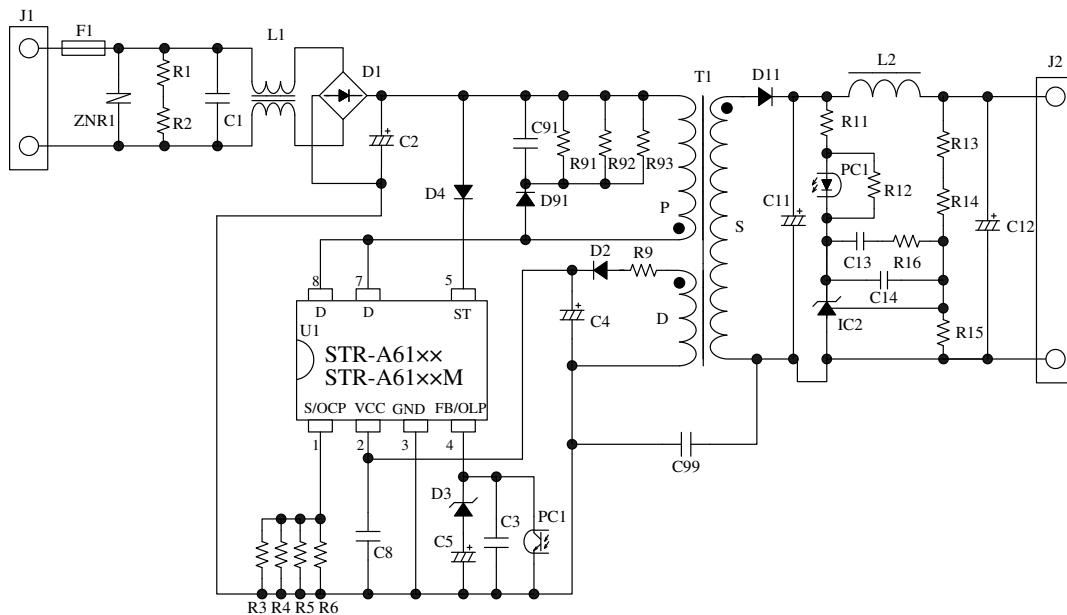 J1
F1
L1
ZNR1
R1
R2
C1
D1
C2
D4
C91
R91
R92
R93
D91
P
T1
S
D11
L2
J2
R11
PC1
R12
R13
R14
C11
C12
C13
R16
C14
IC2
R15
D2
R9
C4
D
8
7
5
D
D
ST
U1
STR-A61××
STR-A61××M
S/OCP
VCC
GND
FB/OLP
1
2
3
4
C99
D3
C5
C3
PC1
C8
R3
R4
R5
R6
+
+
+
+
+